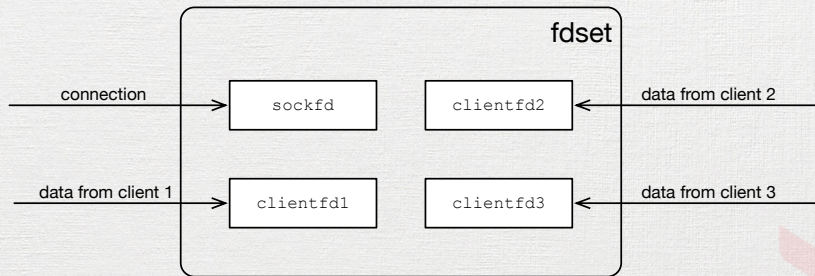 fdset
connection
sockfd
clientfd2
data from client 2
data from client 1
clientfd1
clientfd3
data from client 3